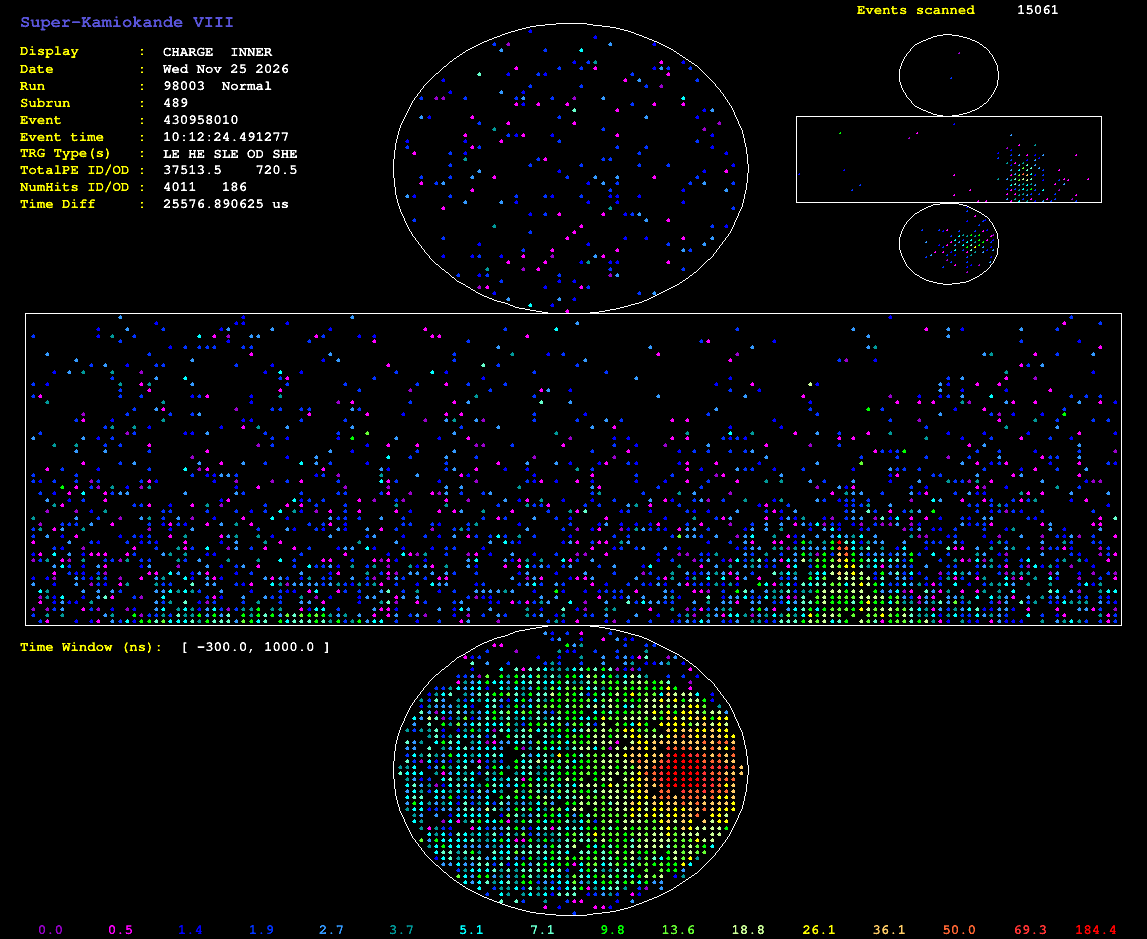 Super-Kamiokande VIII
Events scanned 15061
Display : CHARGE INNER
Date : Wed Nov 25 2026
Run : 98003 Normal
Subrun : 489
Event : 430958010
Event time : 10:12:24.491277
TRG Type(s) : LE HE SLE OD SHE
TotalPE ID/OD : 37513.5 720.5
NumHits ID/OD : 4011 186
Time Diff : 25576.890625 us
Time Window (ns): [ -300.0, 1000.0 ]
0.0 0.5 1.4 1.9 2.7 3.7 5.1 7.1 9.8 13.6 18.8 26.1 36.1 50.0 69.3 184.4